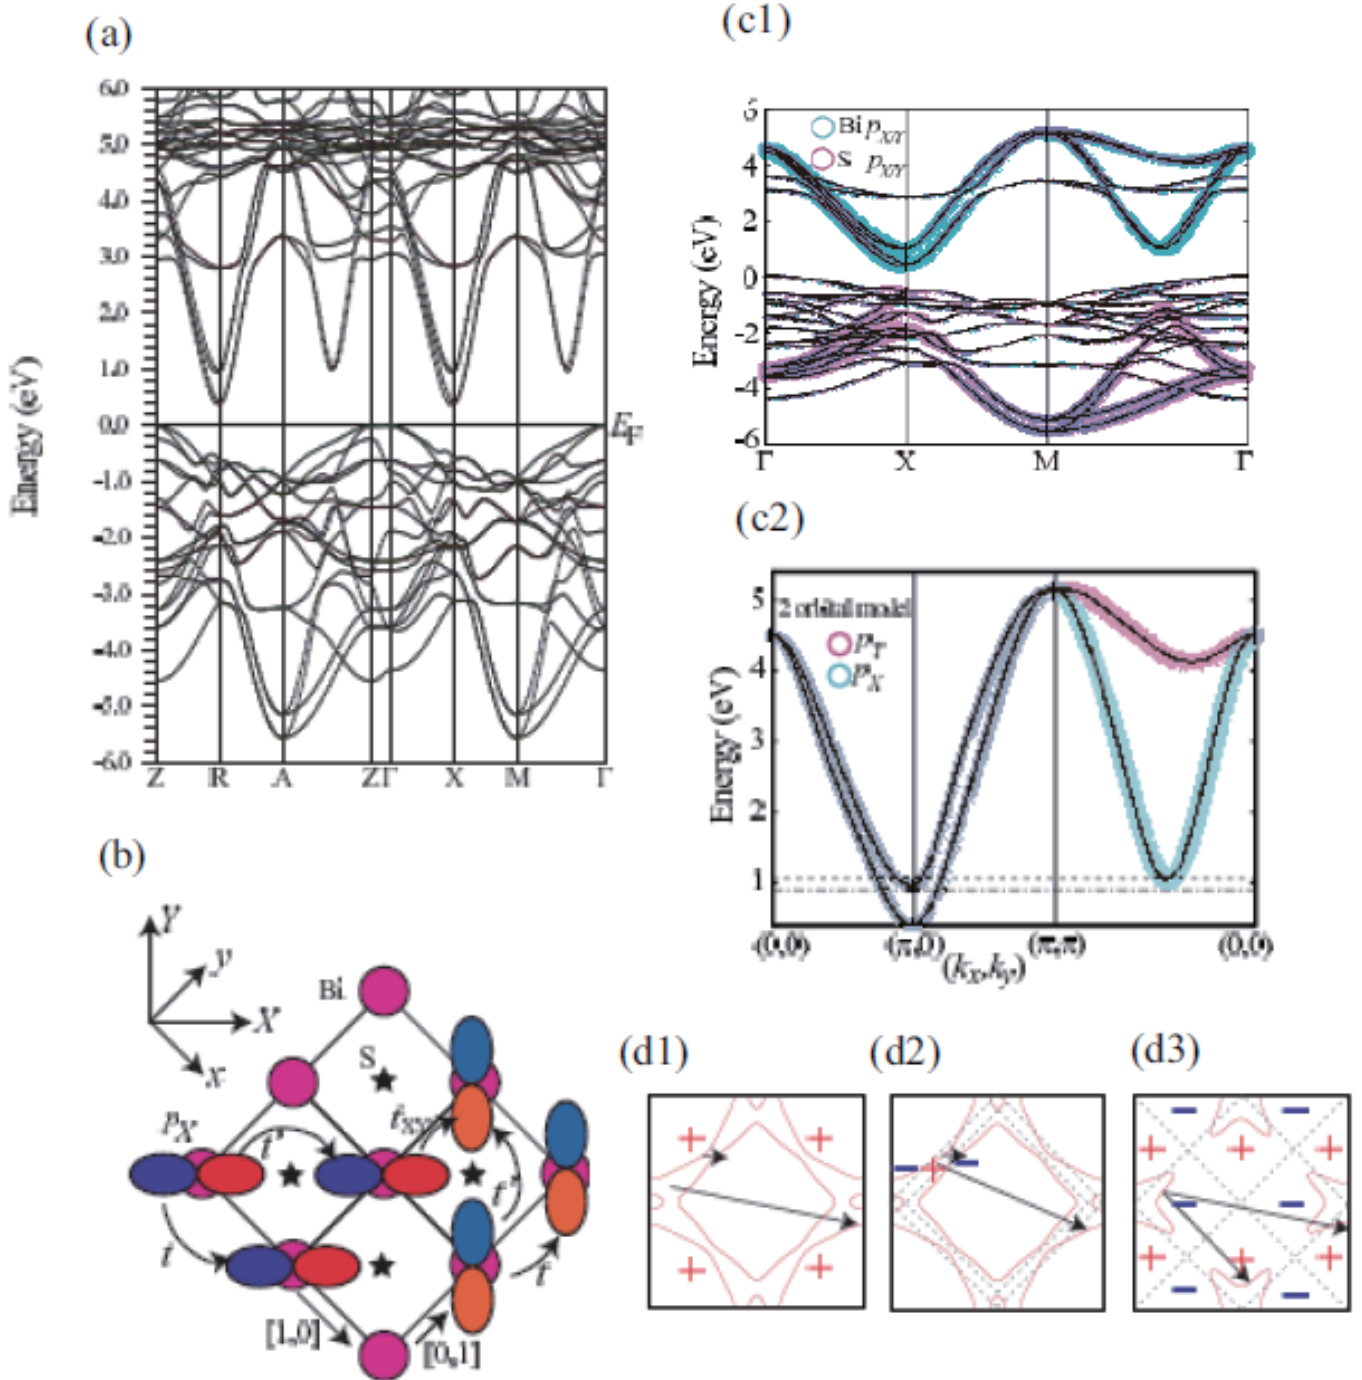 (a)
6.0
5.0
4.0
3.0
2.0
1.0
0.0
-1.0
-2.0
-3.0
-4.0
-5.0
-6.0
Energy (eV)
E_F
Z R A Z Γ X M Γ
(c1)
Bi p_X/Y
S p_X/Y
6
4
2
0
-2
-4
-6
Energy (eV)
Γ X M Γ
(c2)
2 orbital model
p_Y
p_X
5
4
3
2
1
Energy (eV)
(0,0) (π,0) (π,π) (0,0)
(k_x,k_y)
(b)
Y
y
X
x
Bi
S
p_X
t'
t_XY
t
t'
t
[1,0]
[0,1]
(d1)
+ +
+ +
(d2)
- + -
(d3)
- -
+ + +
- -
+ + +
- -